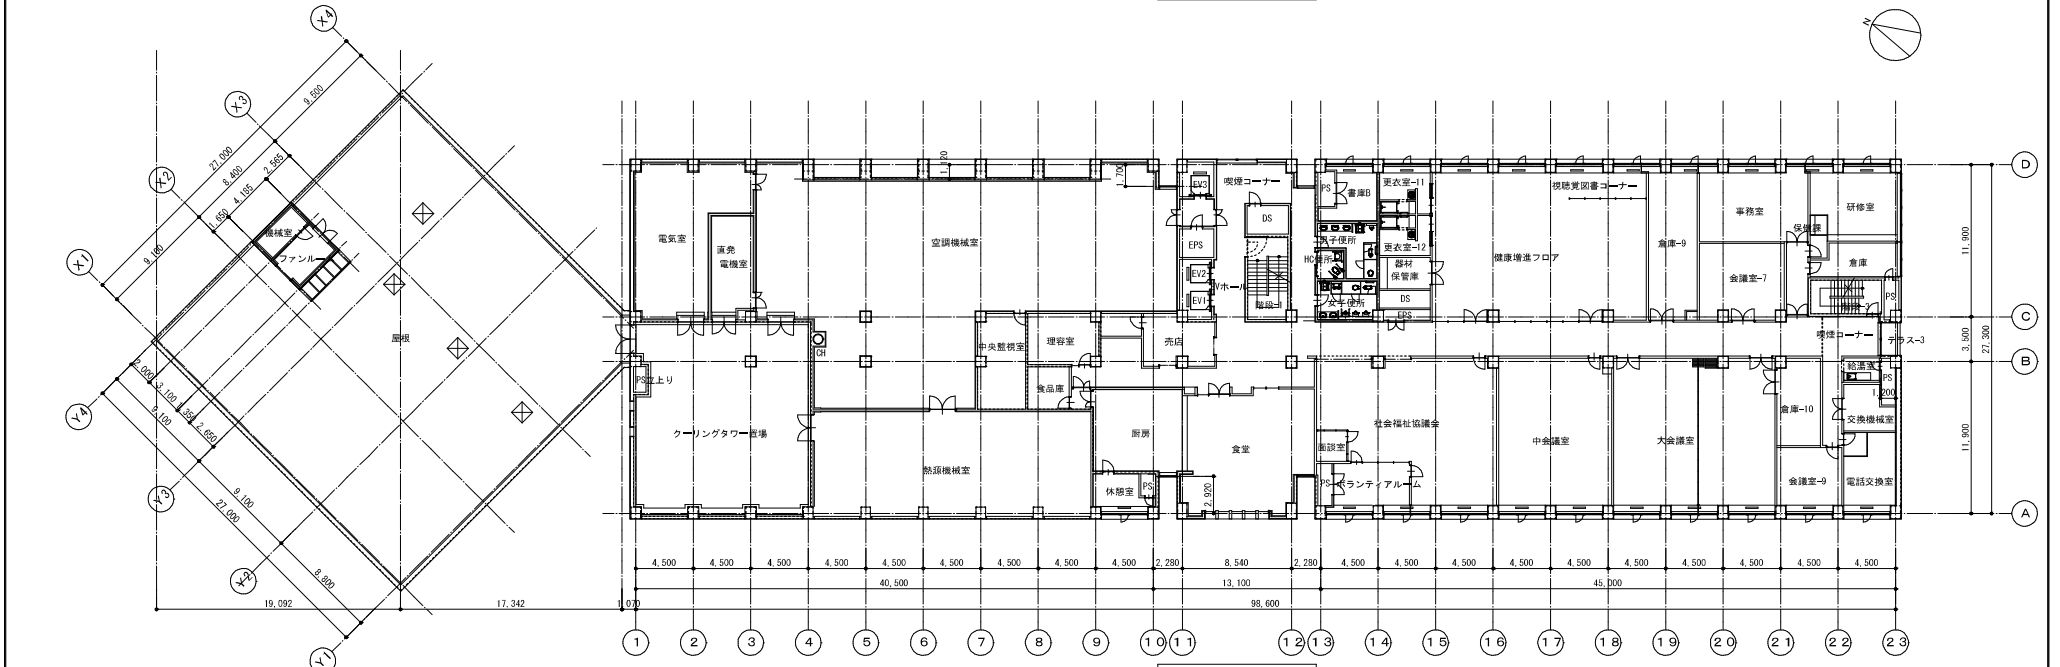 N
X4
X3
X2
X1
9,500
27,000
8,400
2,565
4,195
1,650
9,100
機械室
ファンルー
屋根
2,000
3,100
1,350
2,650
9,100
9,100
27,000
8,800
Y4
Y3
Y2
Y1
19,092
17,342
1,070
電気室
直発
電機室
空調機械室
1,120
1,700
EV3
喫煙コーナー
DS
EPS
EV2
EV1
Vホール
階段-1
PS
書庫B
更衣室-11
男子便所
更衣室-12
HC便所
器材
保管庫
女子便所
DS
EPS
視聴覚図書コーナー
健康増進フロア
倉庫-9
事務室
保健課
研修室
会議室-7
倉庫
PS
喫煙コーナー
テラス-3
CH
中央監視室
理容室
売店
食品庫
PS立上り
クーリングタワー置場
熱源機械室
厨房
休憩室
PS
食堂
2,920
社会福祉協議会
面談室
PS
ボランティアルーム
中会議室
大会議室
倉庫-10
会議室-9
給湯室
PS
1,200
交換機械室
電話交換室
D
C
B
A
11,900
3,500
27,300
11,900
4,500 4,500 4,500 4,500 4,500 4,500 4,500 4,500 4,500 2,280 8,540 2,280 4,500 4,500 4,500 4,500 4,500 4,500 4,500 4,500 4,500 4,500
40,500 13,100 45,000
98,600
1 2 3 4 5 6 7 8 9 10 11 12 13 14 15 16 17 18 19 20 21 22 23